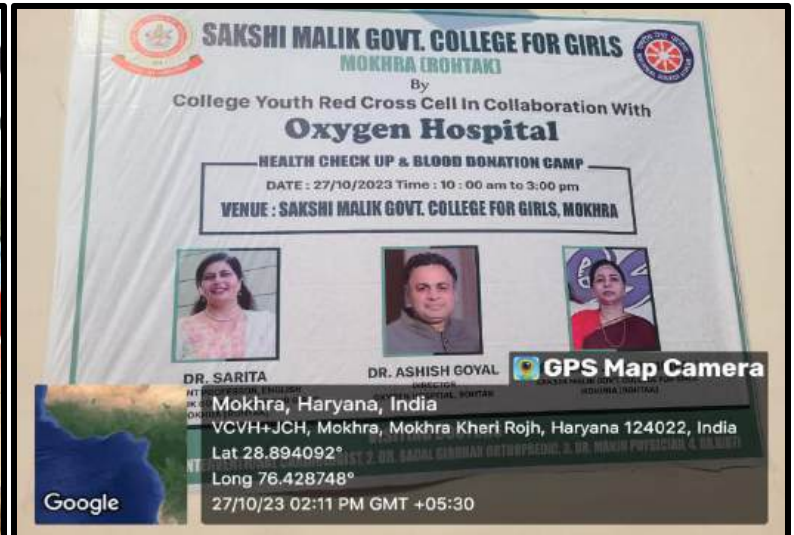 SAKSHI MALIK GOVT. COLLEGE FOR GIRLS
MOKHRA (ROHTAK)
By
College Youth Red Cross Cell In Collaboration With
Oxygen Hospital
HEALTH CHECK UP & BLOOD DONATION CAMP
DATE : 27/10/2023 Time : 10 : 00 am to 3:00 pm
VENUE : SAKSHI MALIK GOVT. COLLEGE FOR GIRLS, MOKHRA
DR. SARITA
DR. ASHISH GOYAL
DIRECTOR
GPS Map Camera
Mokhra, Haryana, India
VCVH+JCH, Mokhra, Mokhra Kheri Rojh, Haryana 124022, India
Lat 28.894092°
Long 76.428748°
27/10/23 02:11 PM GMT +05:30
Google